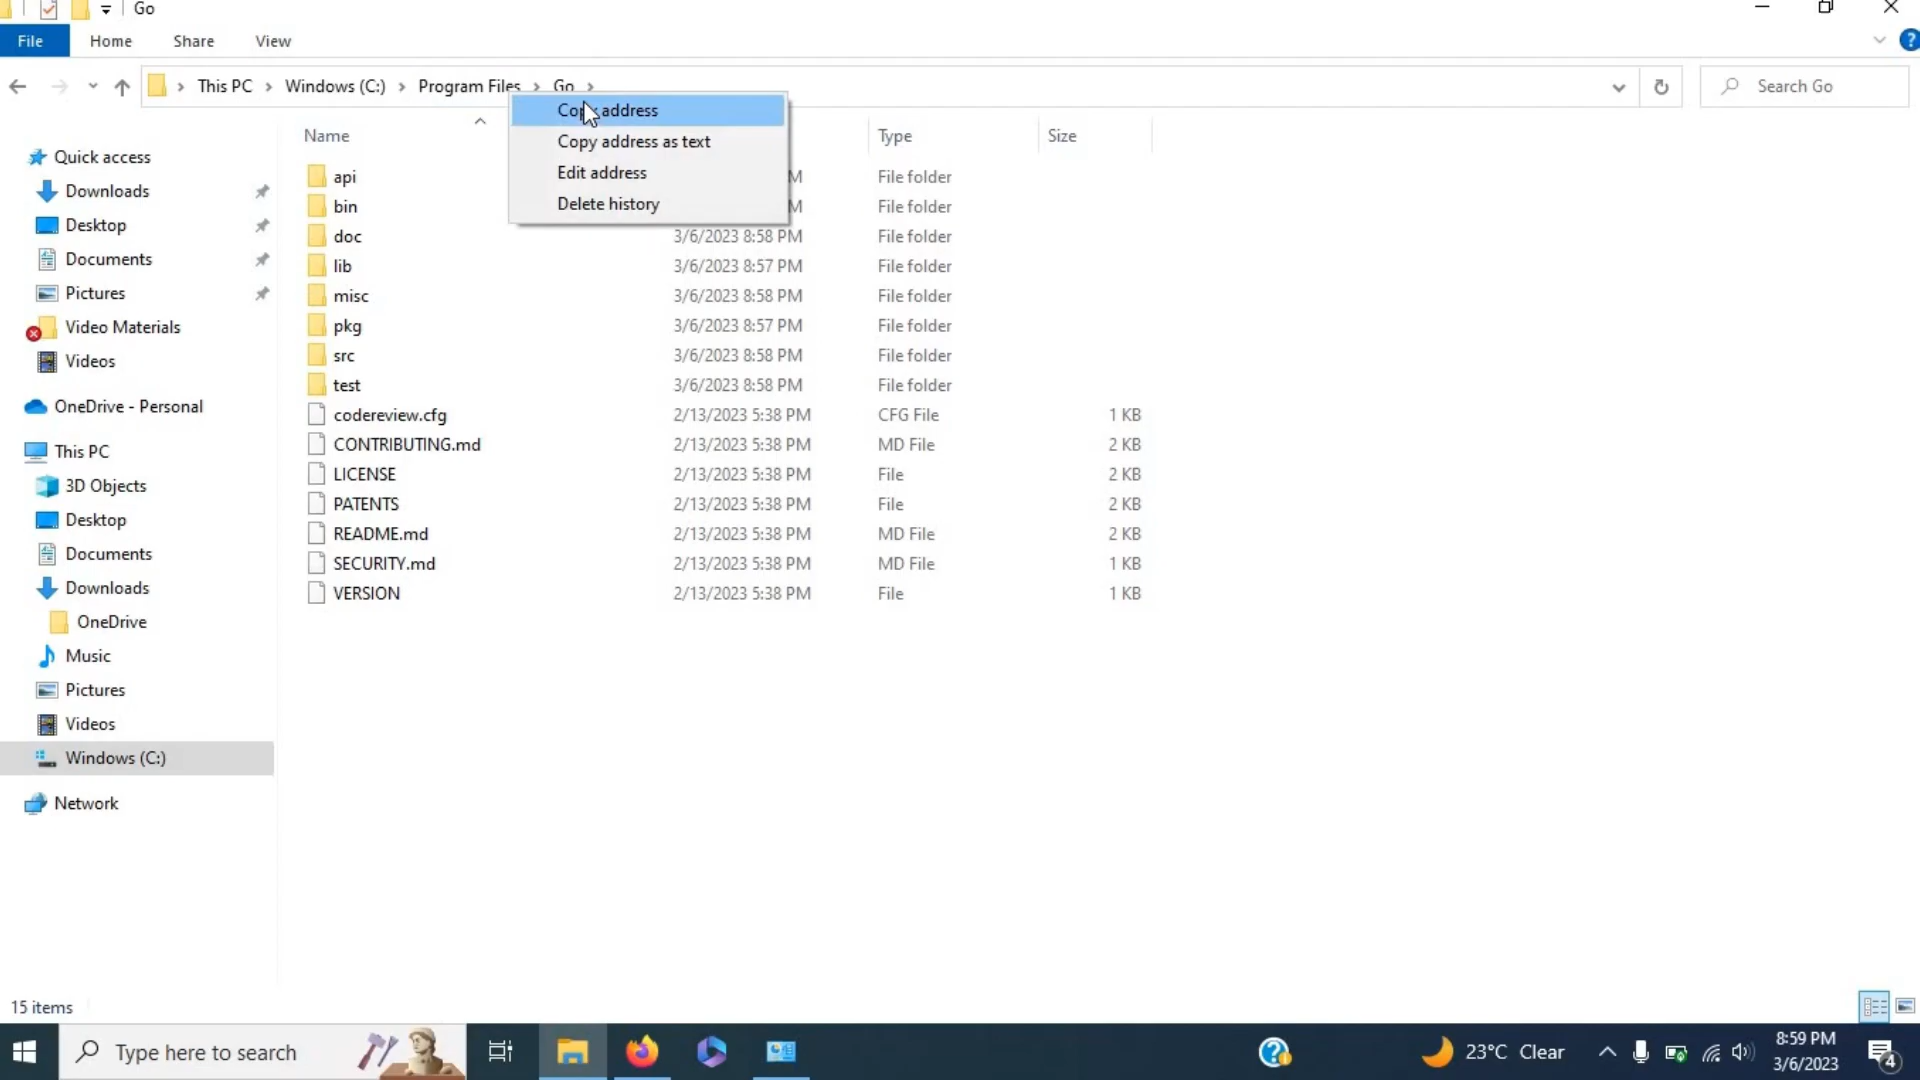 Go
File Home Share View
This PC Windows (C:) Program Files Go Search Go
Copy address
Copy address as text
Edit address
Delete history
Name Type Size
api M File folder
bin M File folder
doc 3/6/2023 8:58 PM File folder
lib 3/6/2023 8:57 PM File folder
misc 3/6/2023 8:58 PM File folder
pkg 3/6/2023 8:57 PM File folder
src 3/6/2023 8:58 PM File folder
test 3/6/2023 8:58 PM File folder
codereview.cfg 2/13/2023 5:38 PM CFG File 1 KB
CONTRIBUTING.md 2/13/2023 5:38 PM MD File 2 KB
LICENSE 2/13/2023 5:38 PM File 2 KB
PATENTS 2/13/2023 5:38 PM File 2 KB
README.md 2/13/2023 5:38 PM MD File 2 KB
SECURITY.md 2/13/2023 5:38 PM MD File 1 KB
VERSION 2/13/2023 5:38 PM File 1 KB
Quick access
Downloads
Desktop
Documents
Pictures
Video Materials
Videos
OneDrive - Personal
This PC
3D Objects
Desktop
Documents
Downloads
OneDrive
Music
Pictures
Videos
Windows (C:)
Network
15 items
Type here to search
23°C Clear
8:59 PM
3/6/2023
4